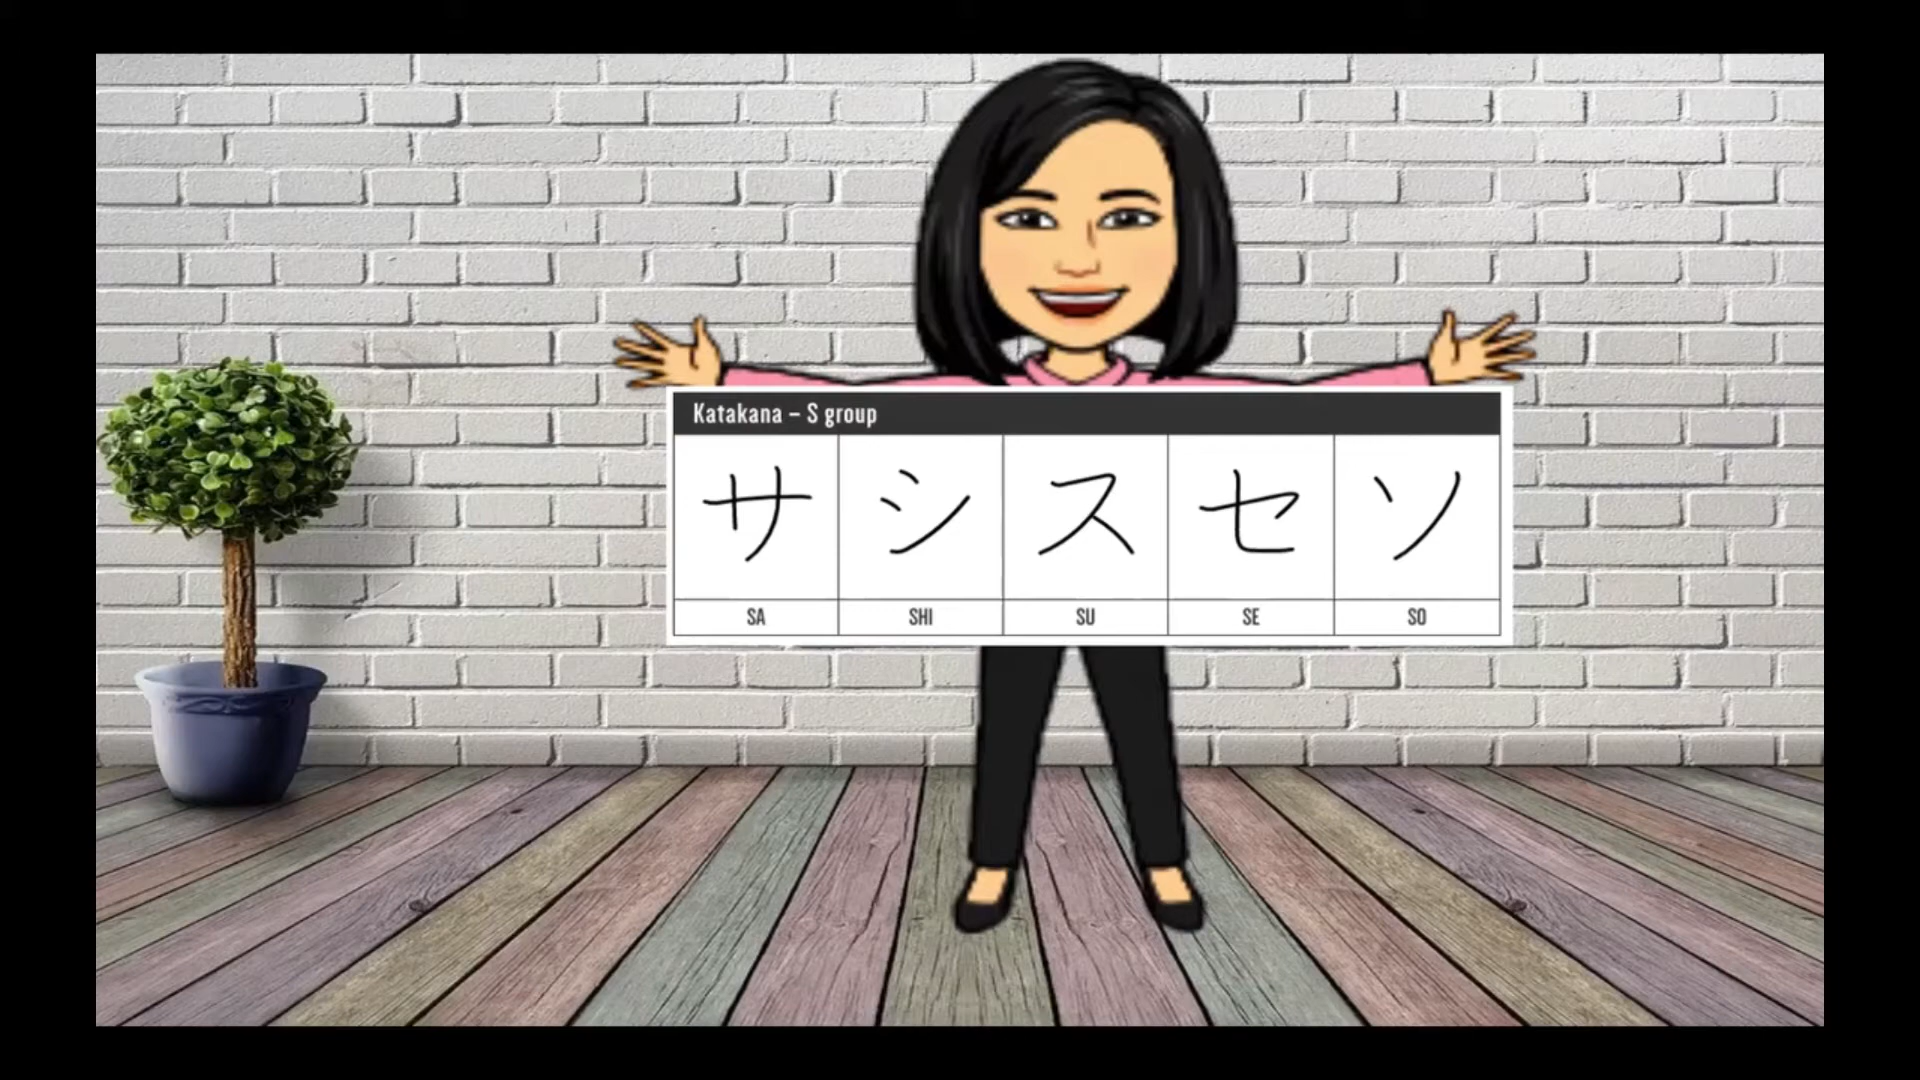 Katakana – S group
サ シ ス セ ソ
SA SHI SU SE SO